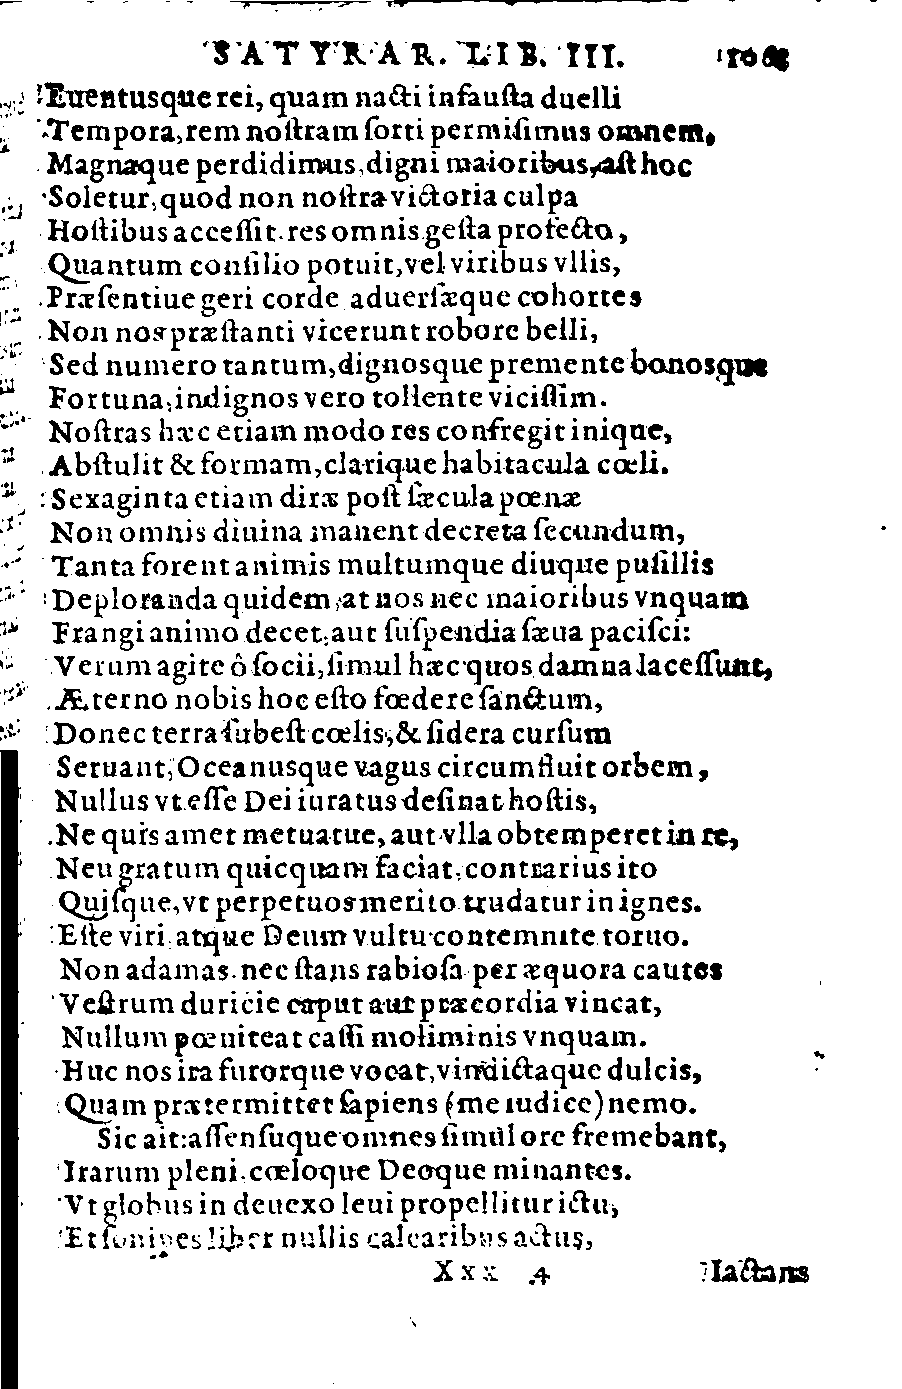 SATYRAR. LIB. III.
Euentusque rei, quam nacti infausta duelli
Tempora, rem nostram sorti permisimus omnem,
Magnaque perdidimus, digni maioribus, ast hoc
Soletur, quod non nostra victoria culpa
Hostibus accessit. res omnis gesta profecto,
Quantum consilio potuit, vel viribus vllis,
Præsentiue geri corde aduersæque cohortes
Non nos præstanti vicerunt robore belli,
Sed numero tantum, dignosque premente bonosque
Fortuna, indignos vero tollente vicissim.
Nostras hæc etiam modo res confregit inique,
Abstulit & formam, clarique habitacula cœli.
Sexaginta etiam diræ post sæcula pœnæ
Non omnis diuina manent decreta secundum,
Tanta forent animis multumque diuque pusillis
Deploranda quidem, at nos nec maioribus vnquam
Frangi animo decet, aut suspendia sæua pacisci:
Verum agite ô socii, simul hæc quos damna lacessunt,
Æterno nobis hoc esto fœdere sanctum,
Donec terra subest cœlis, & sidera cursum
Seruant, Oceanusque vagus circumfluit orbem,
Nullus vt esse Dei iuratus desinat hostis,
Ne quis amet metuatue, aut vlla obtemperet in re,
Neu gratum quicquam faciat, contrarius ito
Quisque, vt perpetuos merito trudatur in ignes.
Este viri atque Deum vultu contemnite toruo.
Non adamas. nec stans rabiosa per æquora cautes
Vestrum duricie caput aut præcordia vincat,
Nullum pœniteat cassi moliminis vnquam.
Huc nos ira furorque vocat, vindictaque dulcis,
Quam prætermittet sapiens (me iudice) nemo.
Sic ait: assensuque omnes simul ore fremebant,
Irarum pleni. cœloque Deoque minantes.
Vt globus in deuexo leui propellitur ictu,
Et sonipes liber nullis calcaribus actus,
Xxx 4 Iactans